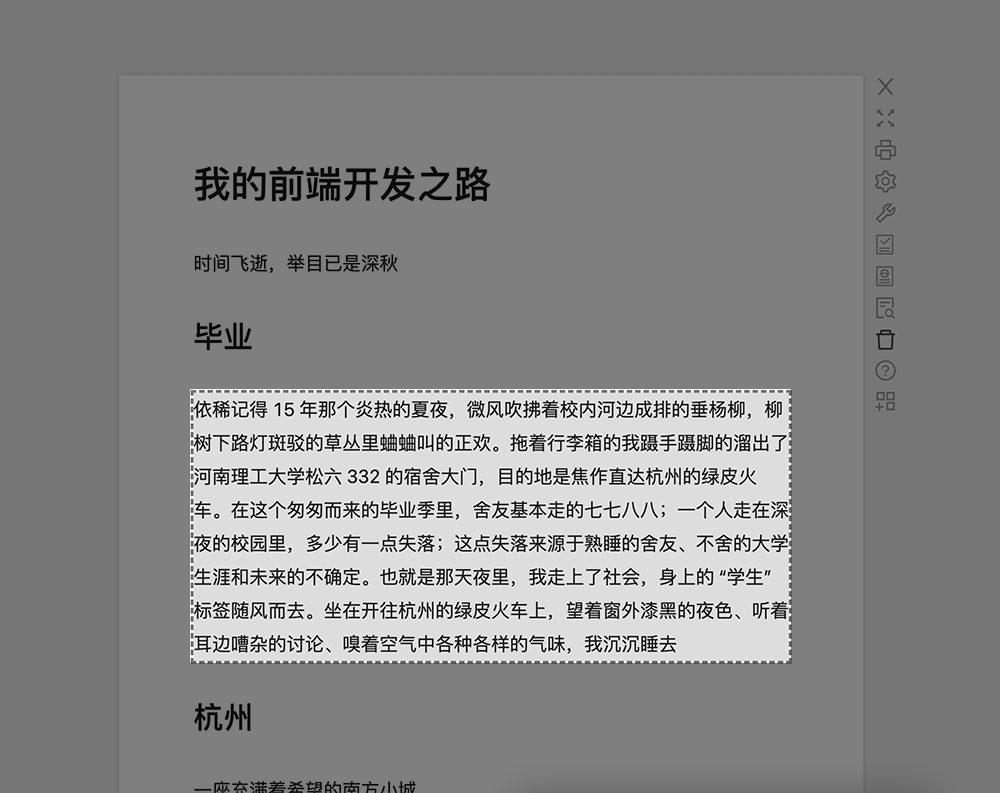 我的前端开发之路
时间飞逝，举目已是深秋
毕业
依稀记得 15 年那个炎热的夏夜，微风吹拂着校内河边成排的垂杨柳，柳
树下路灯斑驳的草丛里蛐蛐叫的正欢。拖着行李箱的我蹑手蹑脚的溜出了
河南理工大学松六 332 的宿舍大门，目的地是焦作直达杭州的绿皮火
车。在这个匆匆而来的毕业季里，舍友基本走的七七八八；一个人走在深
夜的校园里，多少有一点失落；这点失落来源于熟睡的舍友、不舍的大学
生涯和未来的不确定。也就是那天夜里，我走上了社会，身上的 “学生”
标签随风而去。坐在开往杭州的绿皮火车上，望着窗外漆黑的夜色、听着
耳边嘈杂的讨论、嗅着空气中各种各样的气味，我沉沉睡去
杭州
一座充满着希望的南方小城